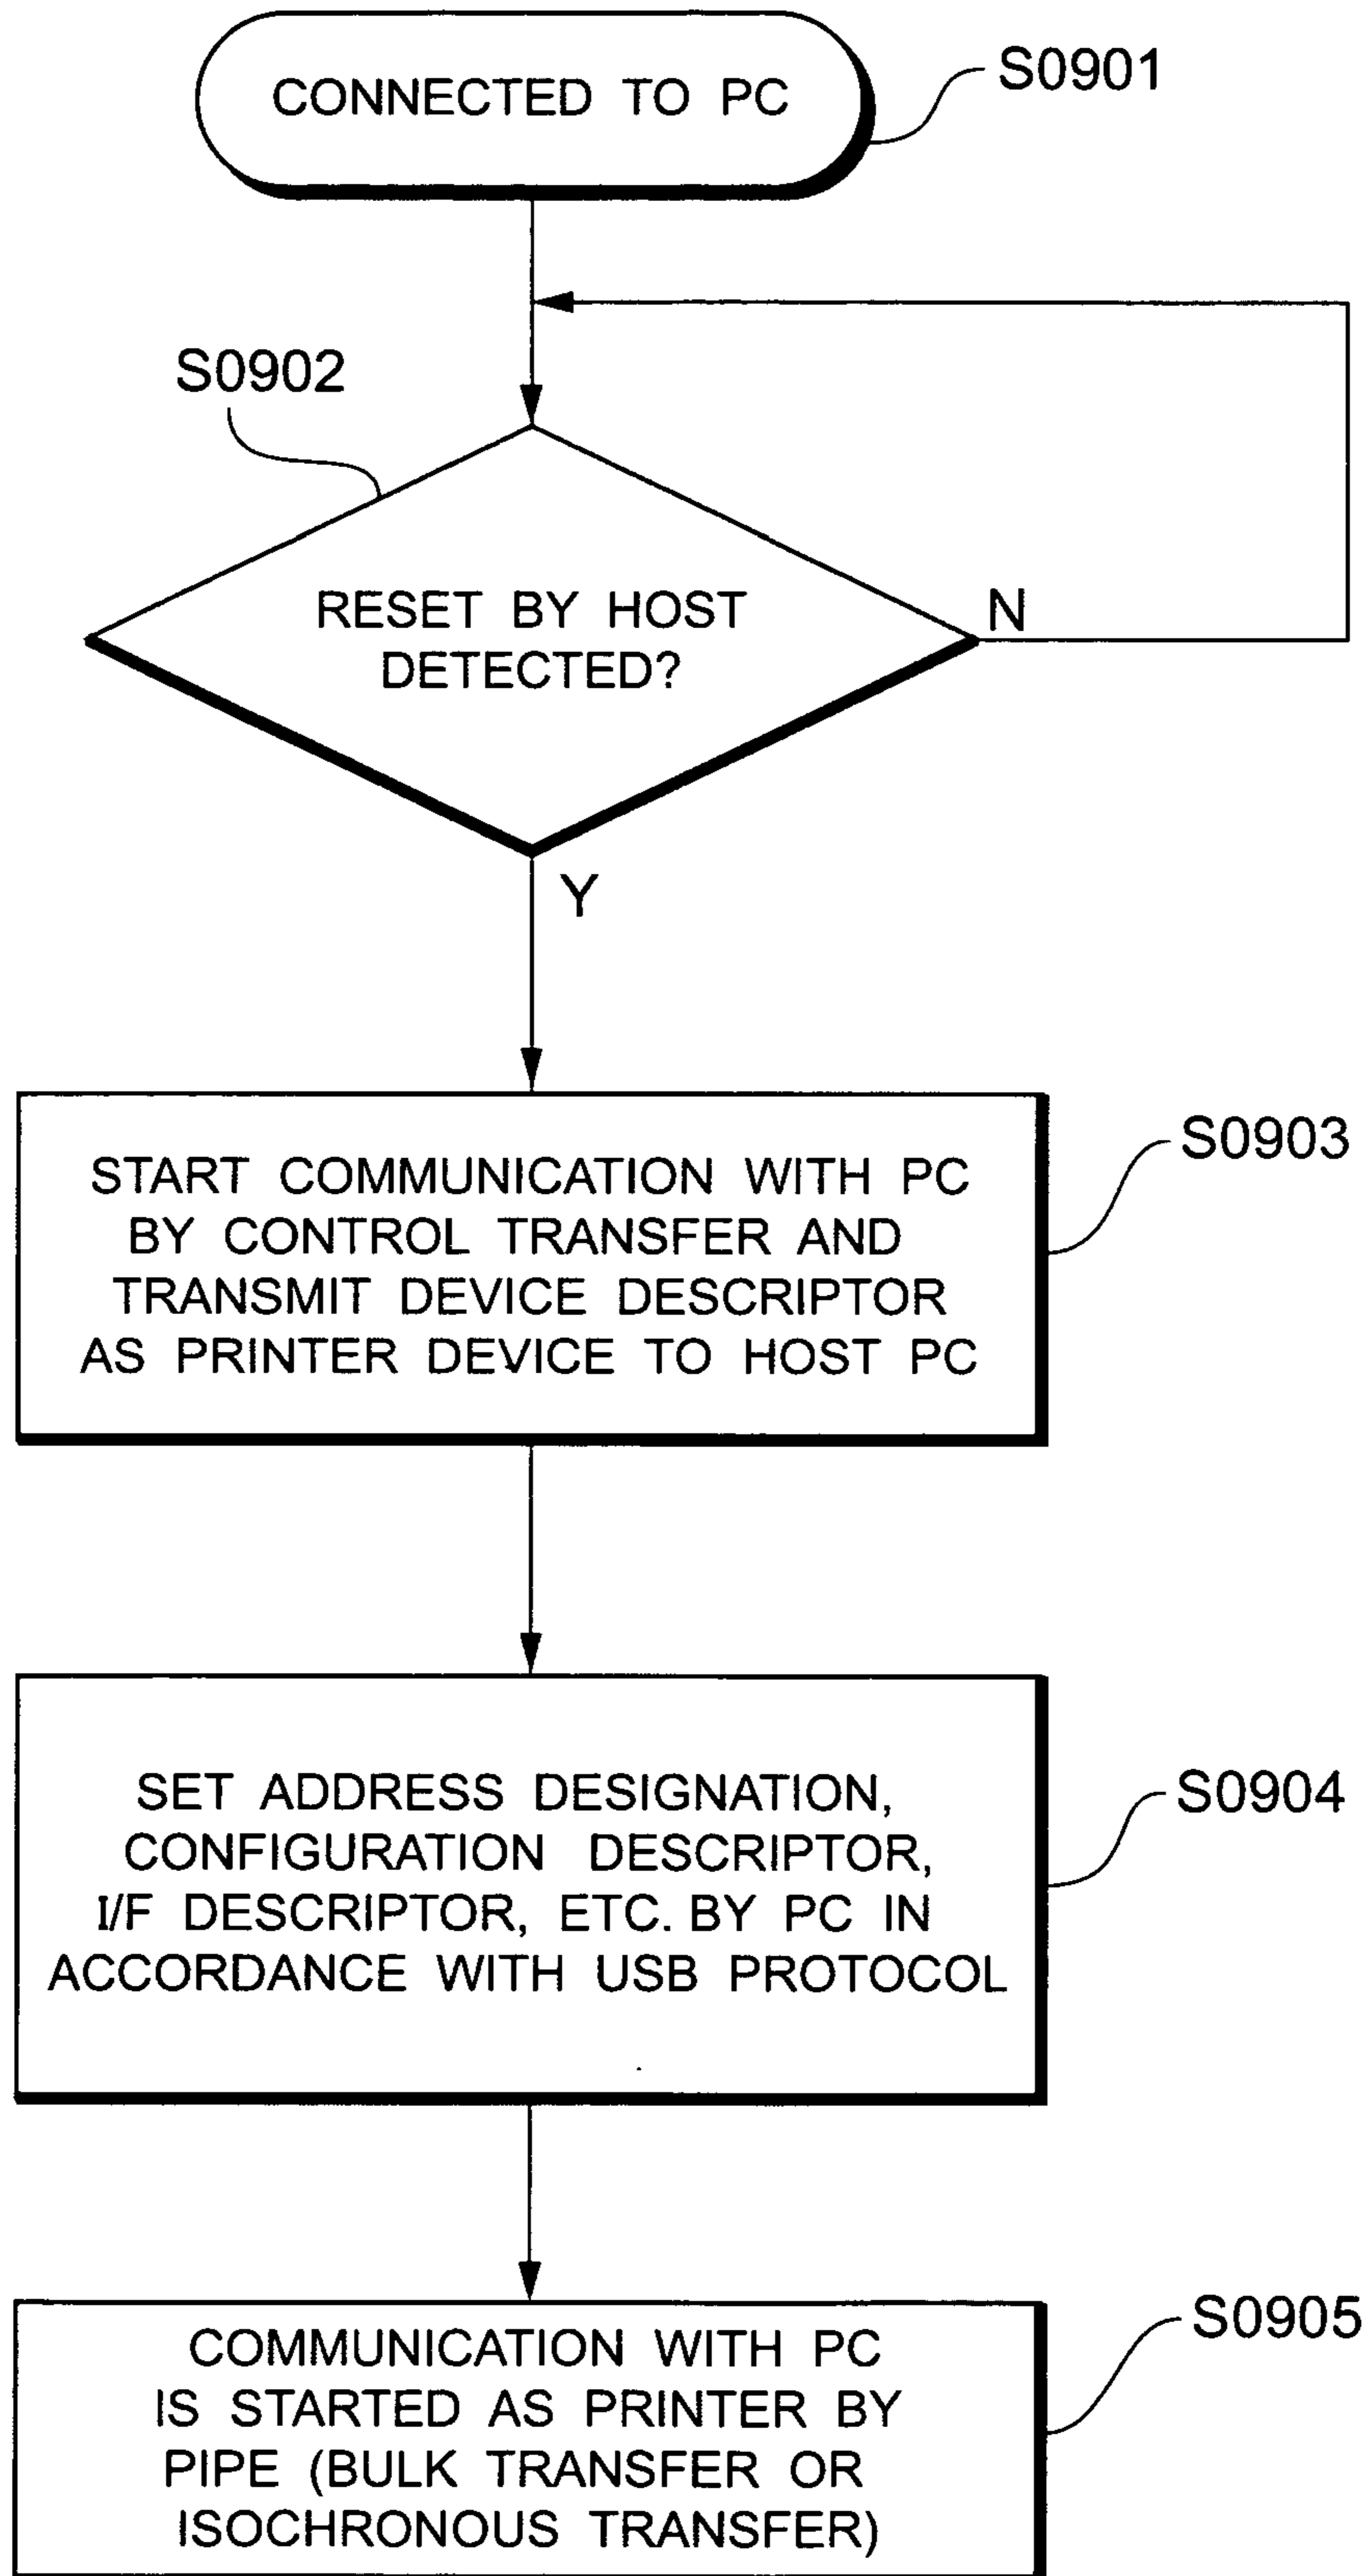 CONNECTED TO PC
S0901
S0902
RESET BY HOST
DETECTED?
N
Y
START COMMUNICATION WITH PC
BY CONTROL TRANSFER AND
TRANSMIT DEVICE DESCRIPTOR
AS PRINTER DEVICE TO HOST PC
S0903
SET ADDRESS DESIGNATION,
CONFIGURATION DESCRIPTOR,
I/F DESCRIPTOR, ETC. BY PC IN
ACCORDANCE WITH USB PROTOCOL
S0904
COMMUNICATION WITH PC
IS STARTED AS PRINTER BY
PIPE (BULK TRANSFER OR
ISOCHRONOUS TRANSFER)
S0905